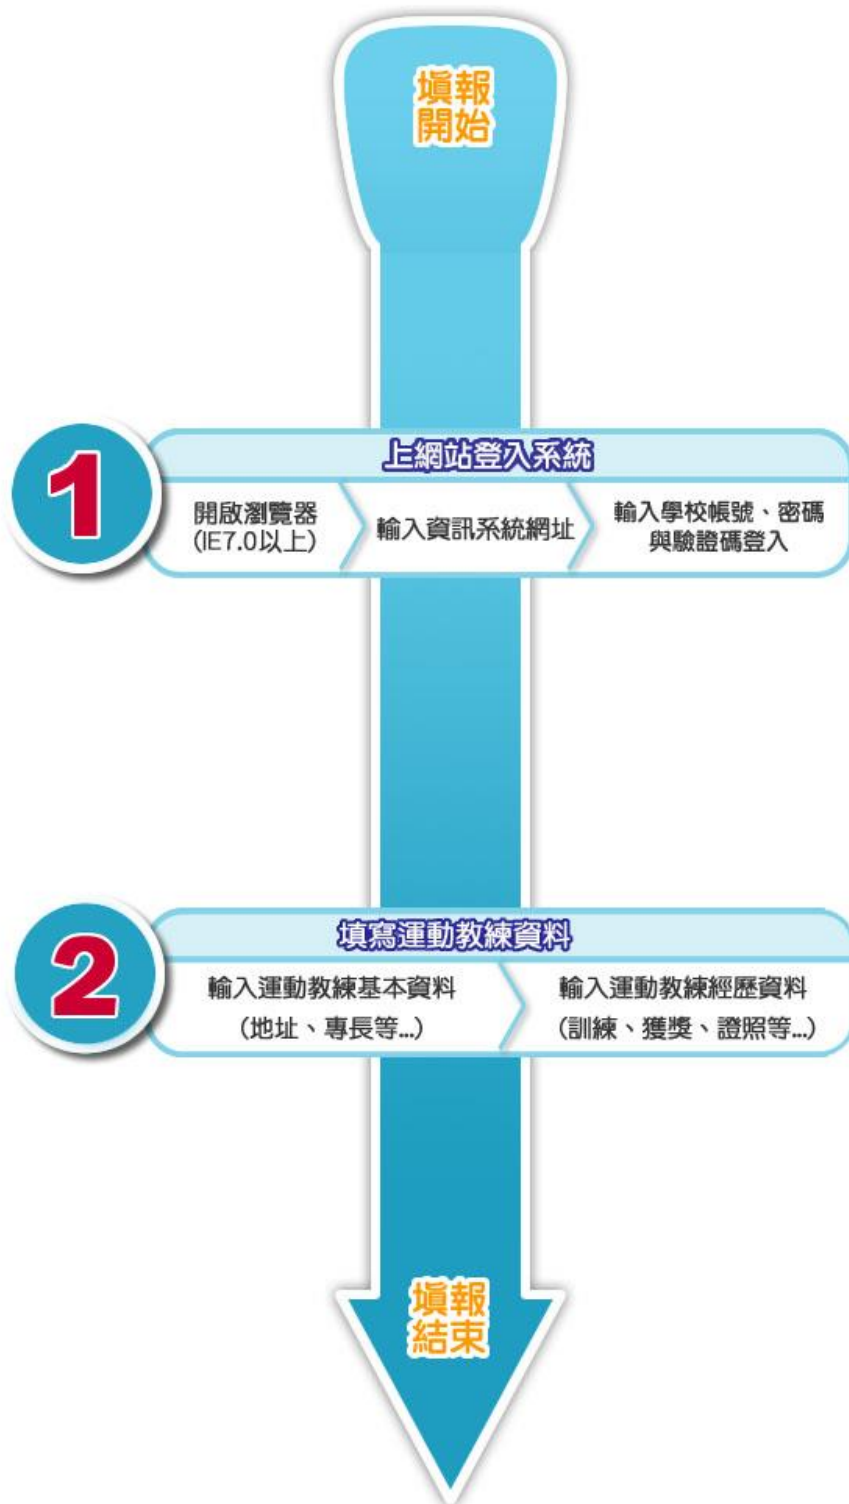 填報
開始
1
上網站登入系統
開啟瀏覽器
(IE7.0以上)
輸入資訊系統網址
輸入學校帳號、密碼
與驗證碼登入
2
填寫運動教練資料
輸入運動教練基本資料
(地址、專長等...)
輸入運動教練經歷資料
(訓練、獲獎、證照等...)
填報
結束